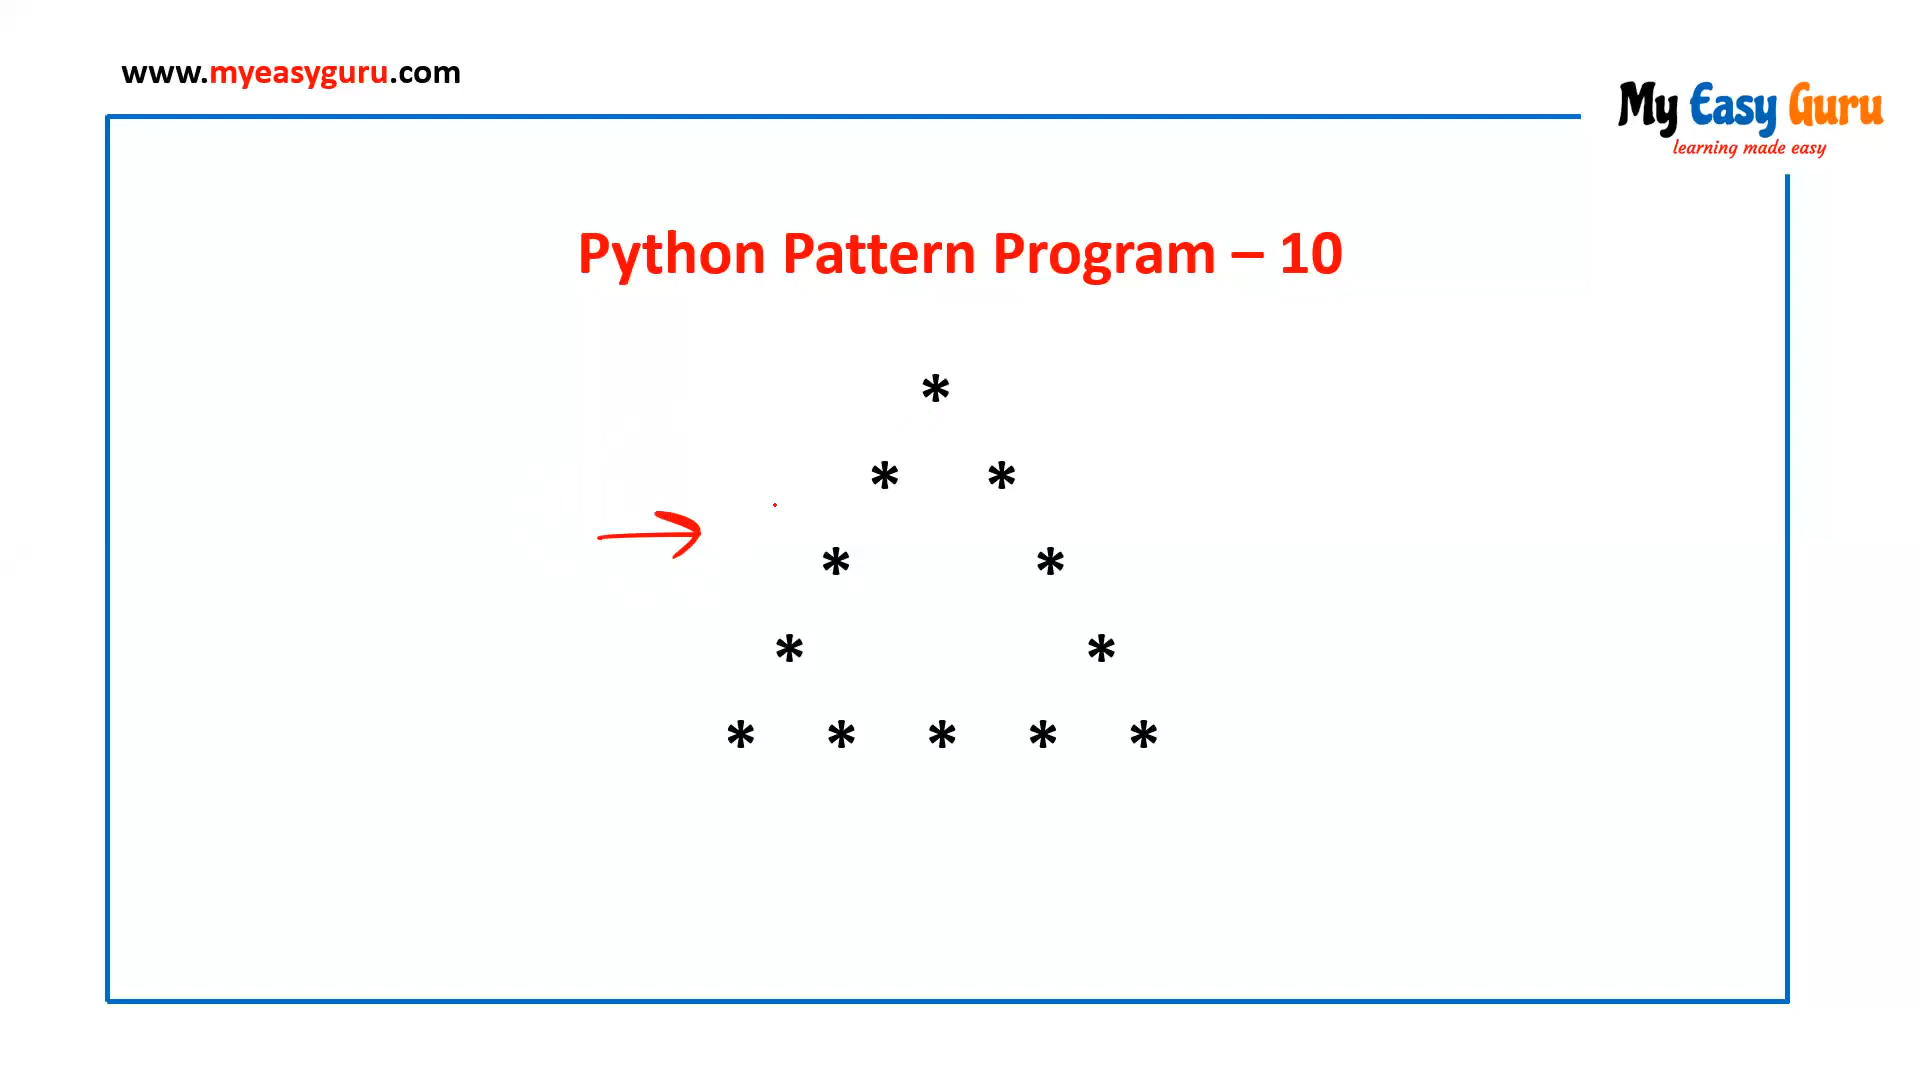 www.myeasyguru.com
My Easy Guru
learning made easy
Python Pattern Program – 10
*
* *
* *
* *
* * * * *